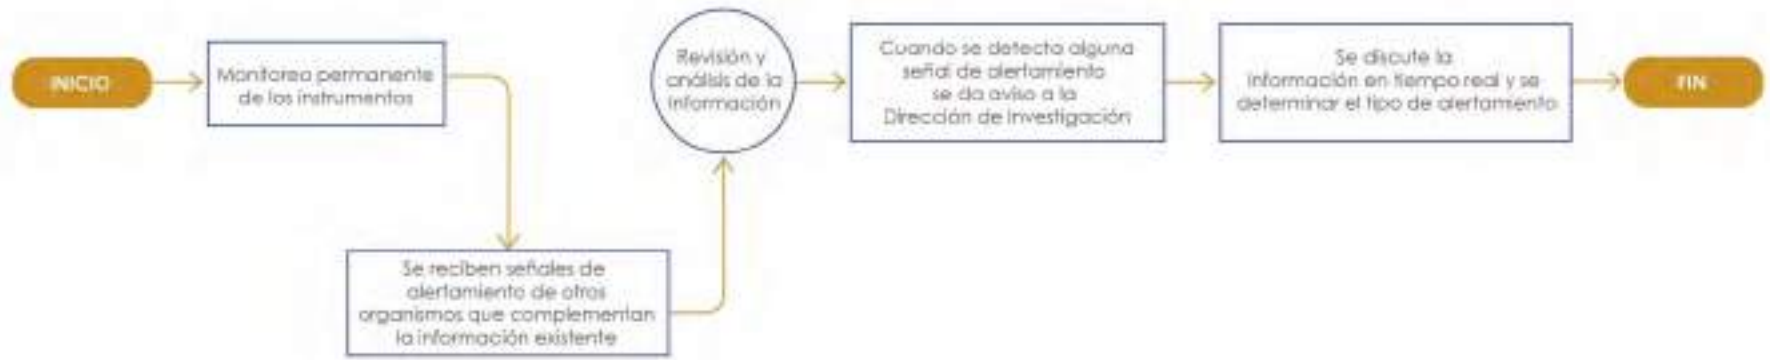 INICIO
Monitoreo permanente
de los instrumentos
Se reciben señales de
alertamiento de otros
organismos que complementan
la información existente
Revisión y
análisis de la
información
Cuando se detecta alguna
señal de alertamiento
se da aviso a la
Dirección de Investigación
Se discute la
información en tiempo real y se
determinar el tipo de alertamiento
FIN